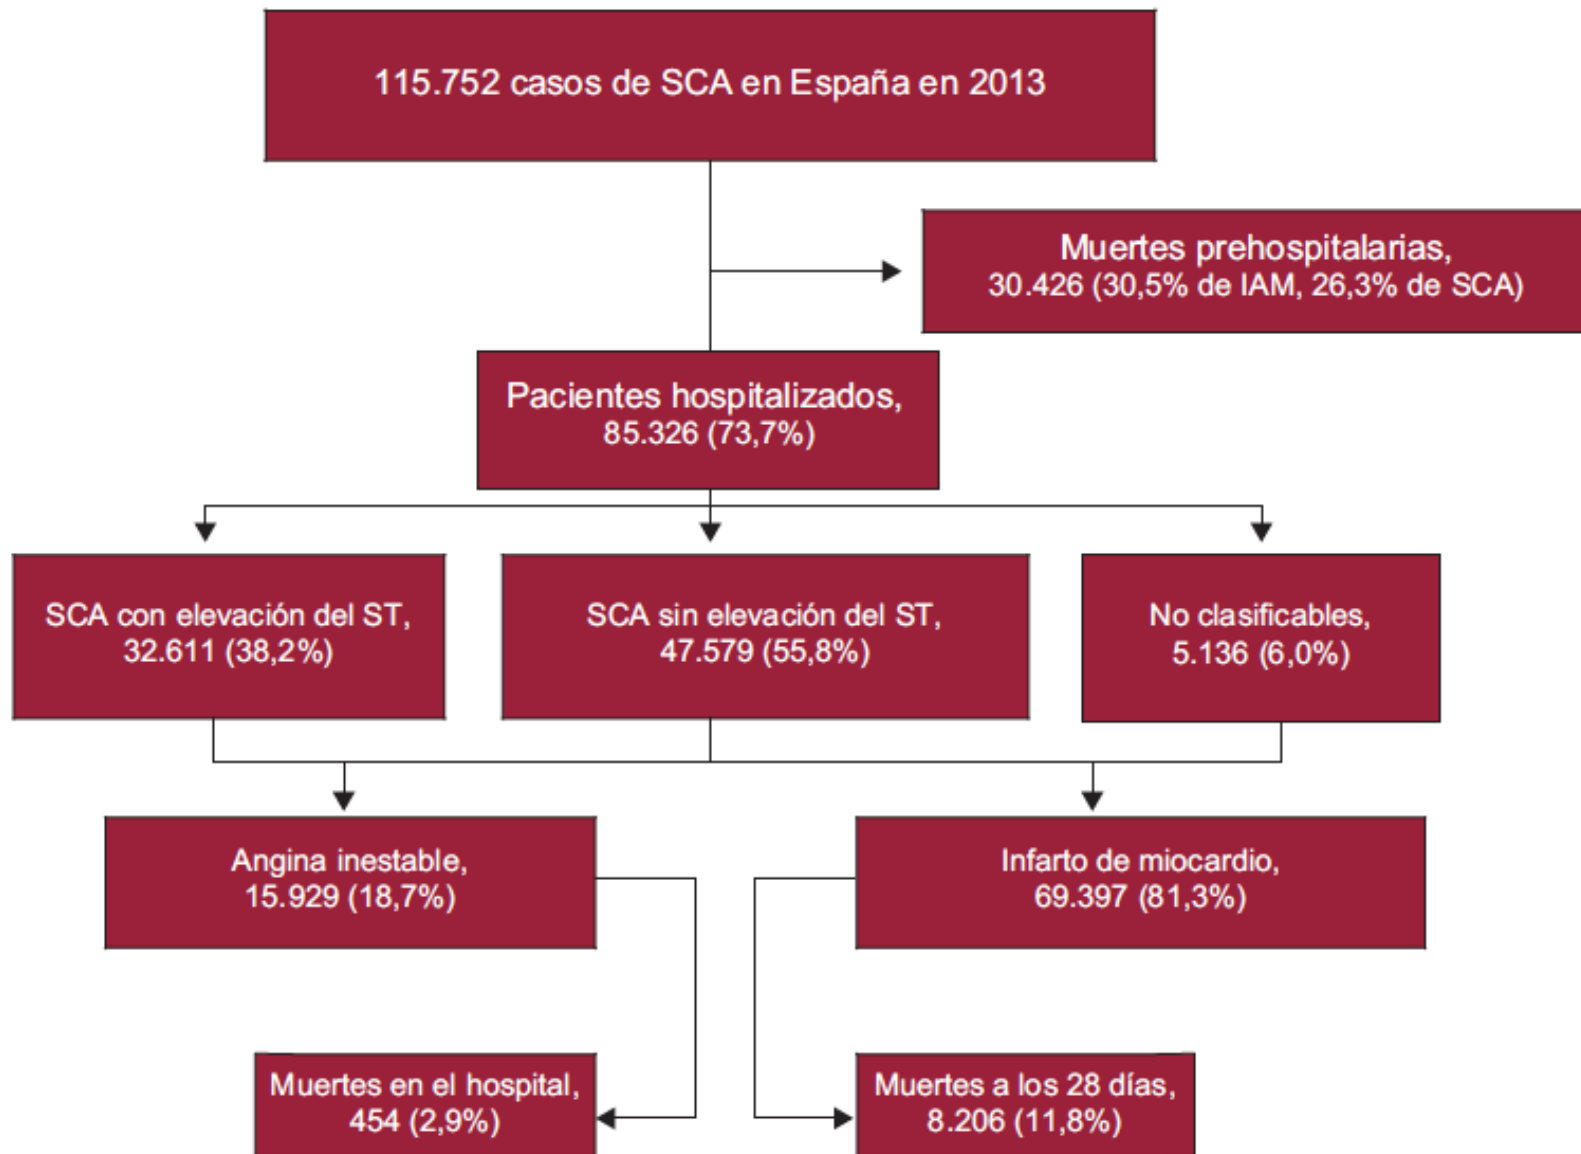 115.752 casos de SCA en España en 2013
Muertes prehospitalarias,
30.426 (30,5% de IAM, 26,3% de SCA)
Pacientes hospitalizados,
85.326 (73,7%)
SCA con elevación del ST,
32.611 (38,2%)
SCA sin elevación del ST,
47.579 (55,8%)
No clasificables,
5.136 (6,0%)
Angina inestable,
15.929 (18,7%)
Infarto de miocardio,
69.397 (81,3%)
Muertes en el hospital,
454 (2,9%)
Muertes a los 28 días,
8.206 (11,8%)